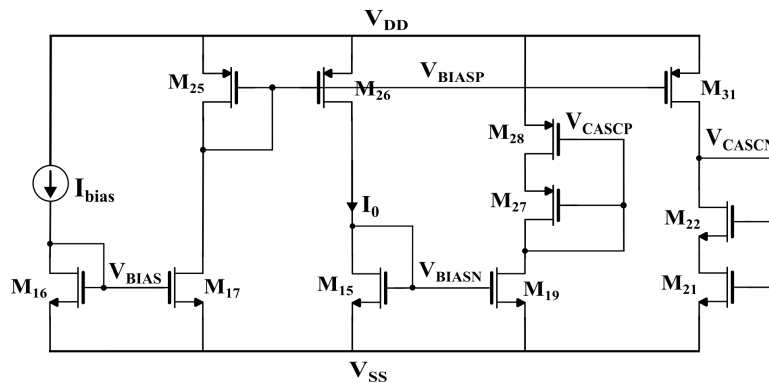 V_DD
M_25
M_26
V_BIASP
M_31
M_28
V_CASCP
V_CASCN
I_bias
M_27
I_0
M_22
M_16
V_BIAS
M_17
M_15
V_BIASN
M_19
M_21
V_SS